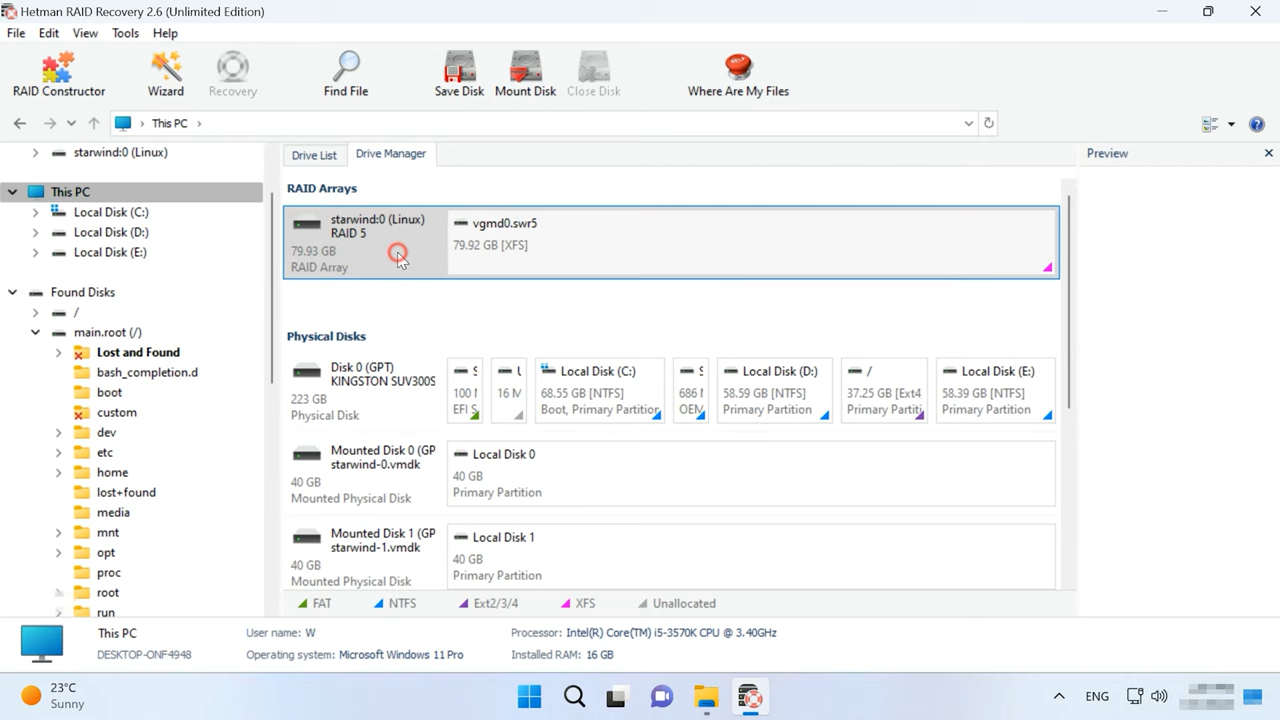 Hetman RAID Recovery 2.6 (Unlimited Edition)
File Edit View Tools Help
RAID Constructor Wizard Recovery Find File Save Disk Mount Disk Close Disk Where Are My Files
This PC
starwind:0 (Linux)
This PC
Local Disk (C:)
Local Disk (D:)
Local Disk (E:)
Found Disks
/
main.root (/)
Lost and Found
bash_completion.d
boot
custom
dev
etc
home
lost+found
media
mnt
opt
proc
root
run
Drive List Drive Manager
RAID Arrays
starwind:0 (Linux)
RAID 5
79.93 GB
RAID Array
vgmd0.swr5
79.92 GB [XFS]
Physical Disks
Disk 0 (GPT)
KINGSTON SUV300S
223 GB
Physical Disk
S
100 M
EFI S
16 M
Local Disk (C:)
68.55 GB [NTFS]
Boot, Primary Partition
S
686 M
OEM
Local Disk (D:)
58.59 GB [NTFS]
Primary Partition
/
37.25 GB [Ext4
Primary Partiti
Local Disk (E:)
58.39 GB [NTFS]
Primary Partition
Mounted Disk 0 (GP
starwind-0.vmdk
40 GB
Mounted Physical Disk
Local Disk 0
40 GB
Primary Partition
Mounted Disk 1 (GP
starwind-1.vmdk
40 GB
Mounted Physical Disk
Local Disk 1
40 GB
Primary Partition
FAT NTFS Ext2/3/4 XFS Unallocated
Preview
This PC
DESKTOP-ONF4948
User name: W
Operating system: Microsoft Windows 11 Pro
Processor: Intel(R) Core(TM) i5-3570K CPU @ 3.40GHz
Installed RAM: 16 GB
23°C
Sunny
ENG